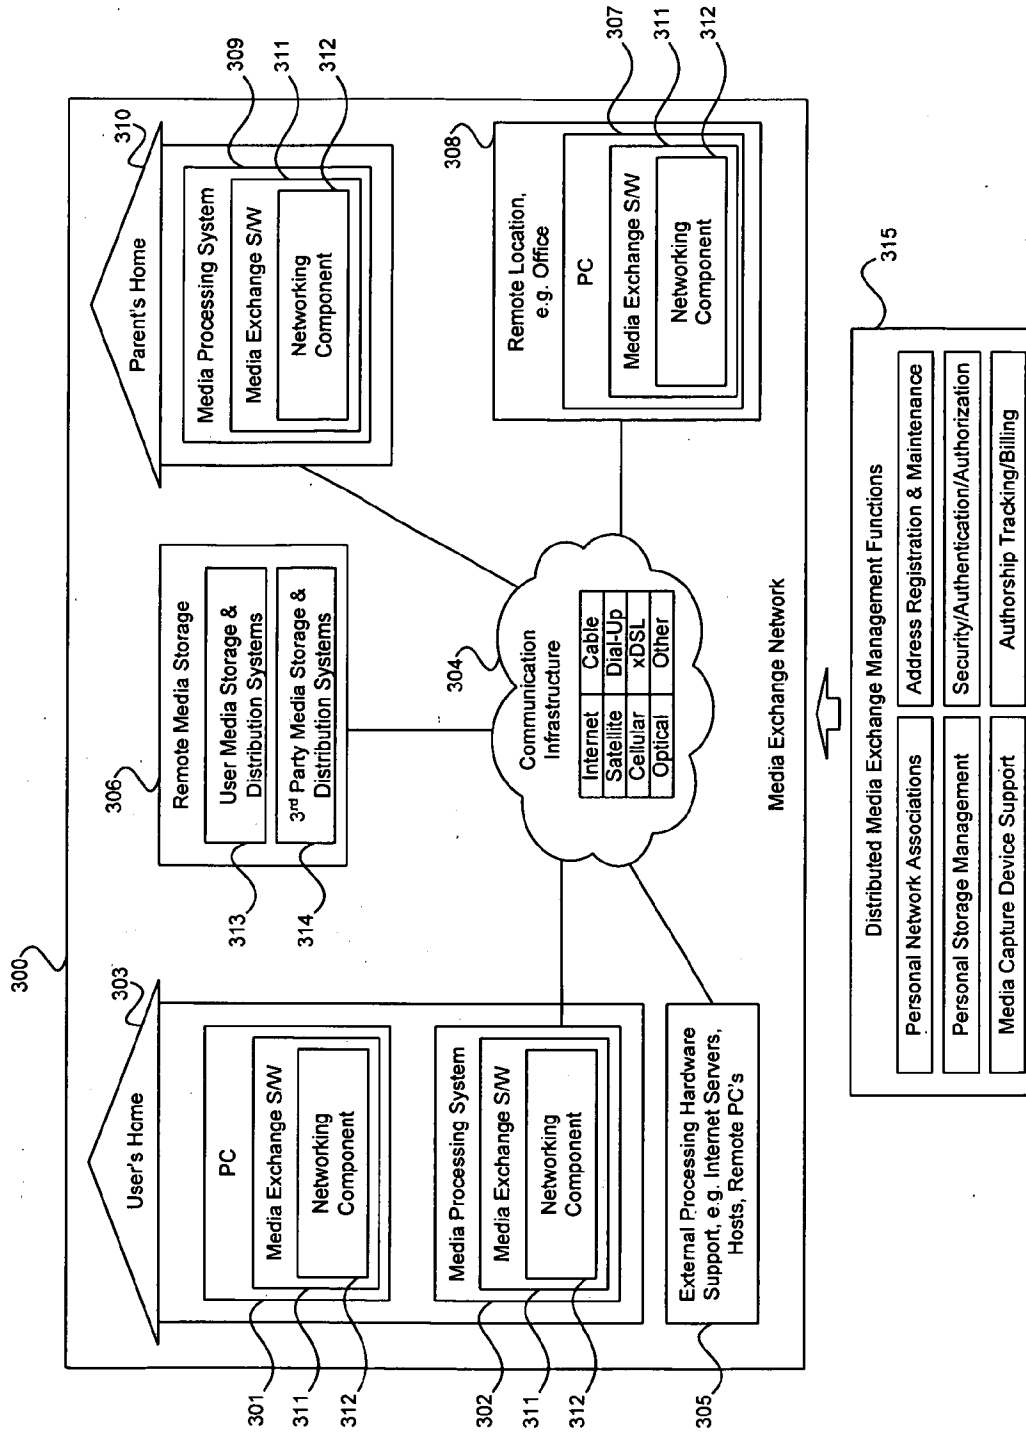 300
303
User's Home
PC
Media Exchange S/W
Networking
Component
301
311
312
Media Processing System
Media Exchange S/W
Networking
Component
302
311
312
External Processing Hardware
Support, e.g. Internet Servers,
Hosts, Remote PC's
305
306
Remote Media Storage
User Media Storage &
Distribution Systems
3rd Party Media Storage &
Distribution Systems
313
314
304
Communication
Infrastructure
Internet Cable
Satellite Dial-Up
Cellular xDSL
Optical Other
310
Parent's Home
Media Processing System
Media Exchange S/W
Networking
Component
309
311
312
308
Remote Location,
e.g. Office
PC
Media Exchange S/W
Networking
Component
307
311
312
Media Exchange Network
315
Distributed Media Exchange Management Functions
Personal Network Associations
Address Registration & Maintenance
Personal Storage Management
Security/Authentication/Authorization
Media Capture Device Support
Authorship Tracking/Billing